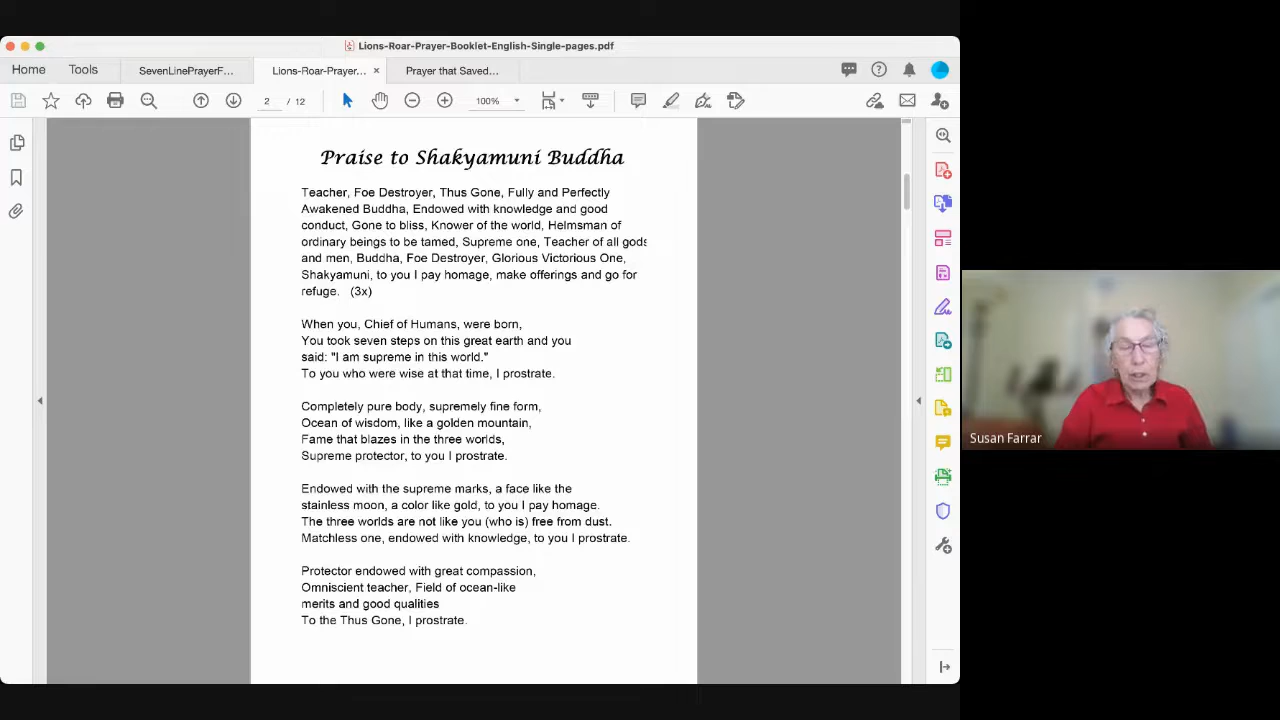 Lions-Roar-Prayer-Booklet-English-Single-pages.pdf
Home Tools SevenLinePrayerF... Lions-Roar-Prayer... × Prayer that Saved...
2 / 12 100%
Praise to Shakyamuni Buddha
Teacher, Foe Destroyer, Thus Gone, Fully and Perfectly
Awakened Buddha, Endowed with knowledge and good
conduct, Gone to bliss, Knower of the world, Helmsman of
ordinary beings to be tamed, Supreme one, Teacher of all gods
and men, Buddha, Foe Destroyer, Glorious Victorious One,
Shakyamuni, to you I pay homage, make offerings and go for
refuge. (3x)
When you, Chief of Humans, were born,
You took seven steps on this great earth and you
said: "I am supreme in this world."
To you who were wise at that time, I prostrate.
Completely pure body, supremely fine form,
Ocean of wisdom, like a golden mountain,
Fame that blazes in the three worlds,
Supreme protector, to you I prostrate.
Endowed with the supreme marks, a face like the
stainless moon, a color like gold, to you I pay homage.
The three worlds are not like you (who is) free from dust.
Matchless one, endowed with knowledge, to you I prostrate.
Protector endowed with great compassion,
Omniscient teacher, Field of ocean-like
merits and good qualities
To the Thus Gone, I prostrate.
Susan Farrar